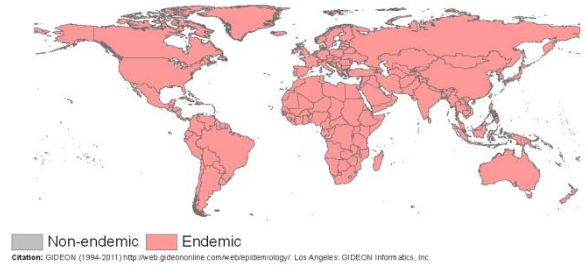 Non-endemic Endemic
Citation: GIDEON (1994-2011) http://web.gideononline.com/web/epidemiology/. Los Angeles: GIDEON Informatics, Inc.